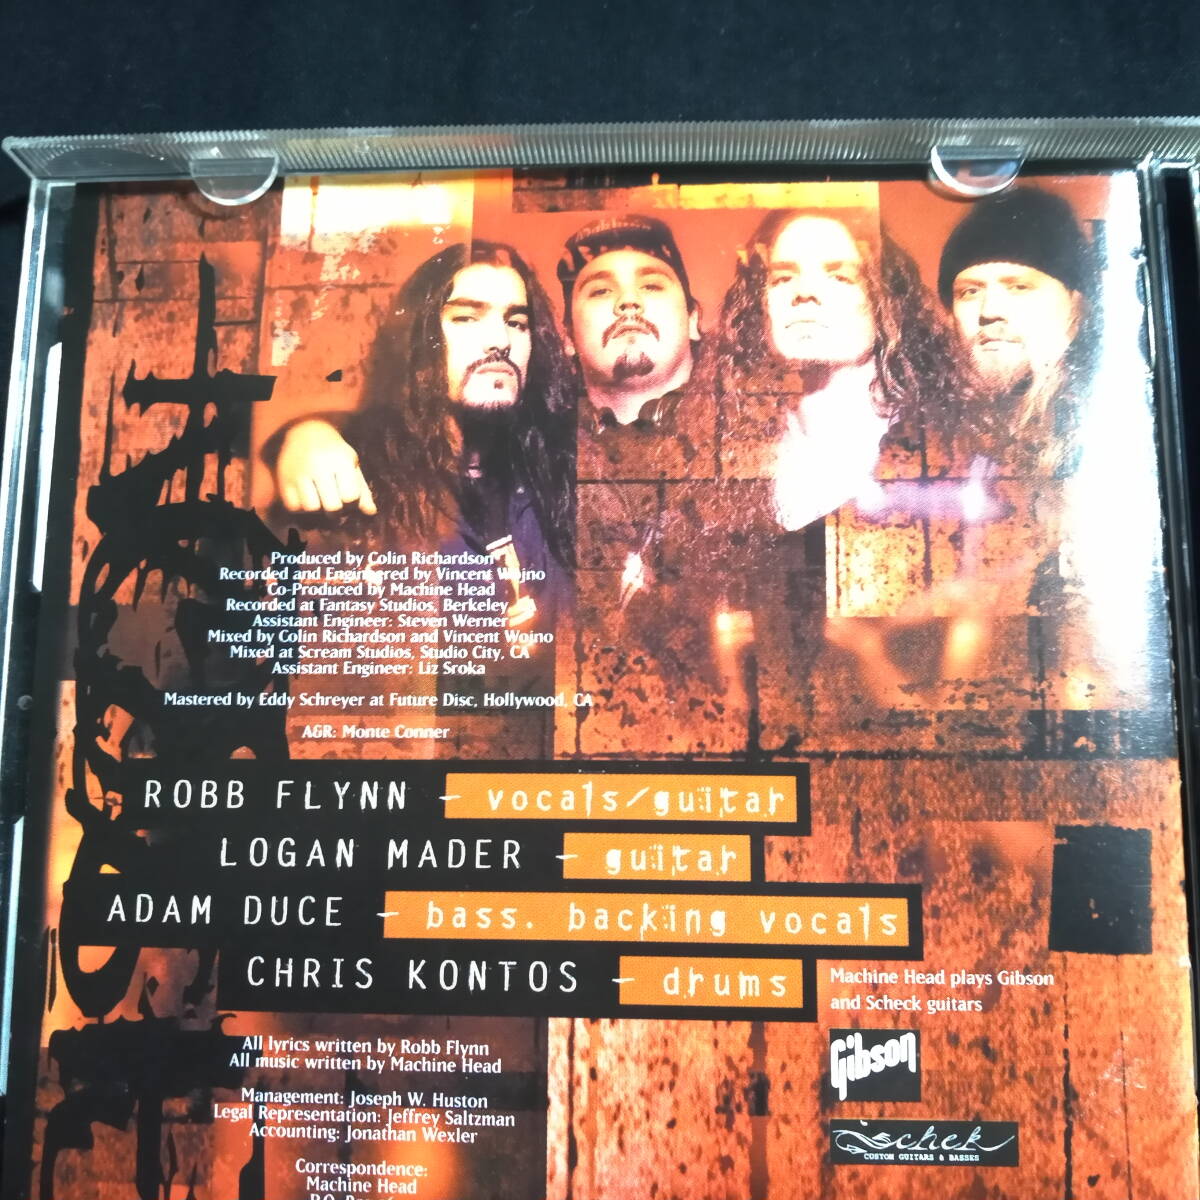 Produced by Colin Richardson
Recorded and Engineered by Vincent Wojno
Co-Produced by Machine Head
Recorded at Fantasy Studios, Berkeley, CA
Assistant Engineer: Steven Werner
Mixed by Colin Richardson and Vincent Wojno
Mixed at Scream Studios, Studio City, CA
Assistant Engineer: Liz Sroka
Mastered by Eddy Schreyer at Future Disc, Hollywood, CA
A&R: Monte Conner
ROBB FLYNN - vocals/guitar
LOGAN MADER - guitar
ADAM DUCE - bass. backing vocals
CHRIS KONTOS - drums
Machine Head plays Gibson
and Scheck guitars
Gibson
Schek
CUSTOM GUITARS & BASSES
All lyrics written by Robb Flynn
All music written by Machine Head
Management: Joseph W. Huston
Legal Representation: Jeffrey Saltzman
Accounting: Jonathan Wexler
Correspondence:
Machine Head
P.O.